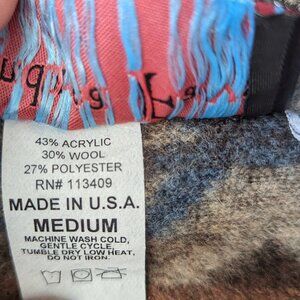 43% ACRYLIC
30% WOOL
27% POLYESTER
RN# 113409
MADE IN U.S.A.
MEDIUM
MACHINE WASH COLD,
GENTLE CYCLE,
TUMBLE DRY LOW HEAT,
DO NOT IRON.